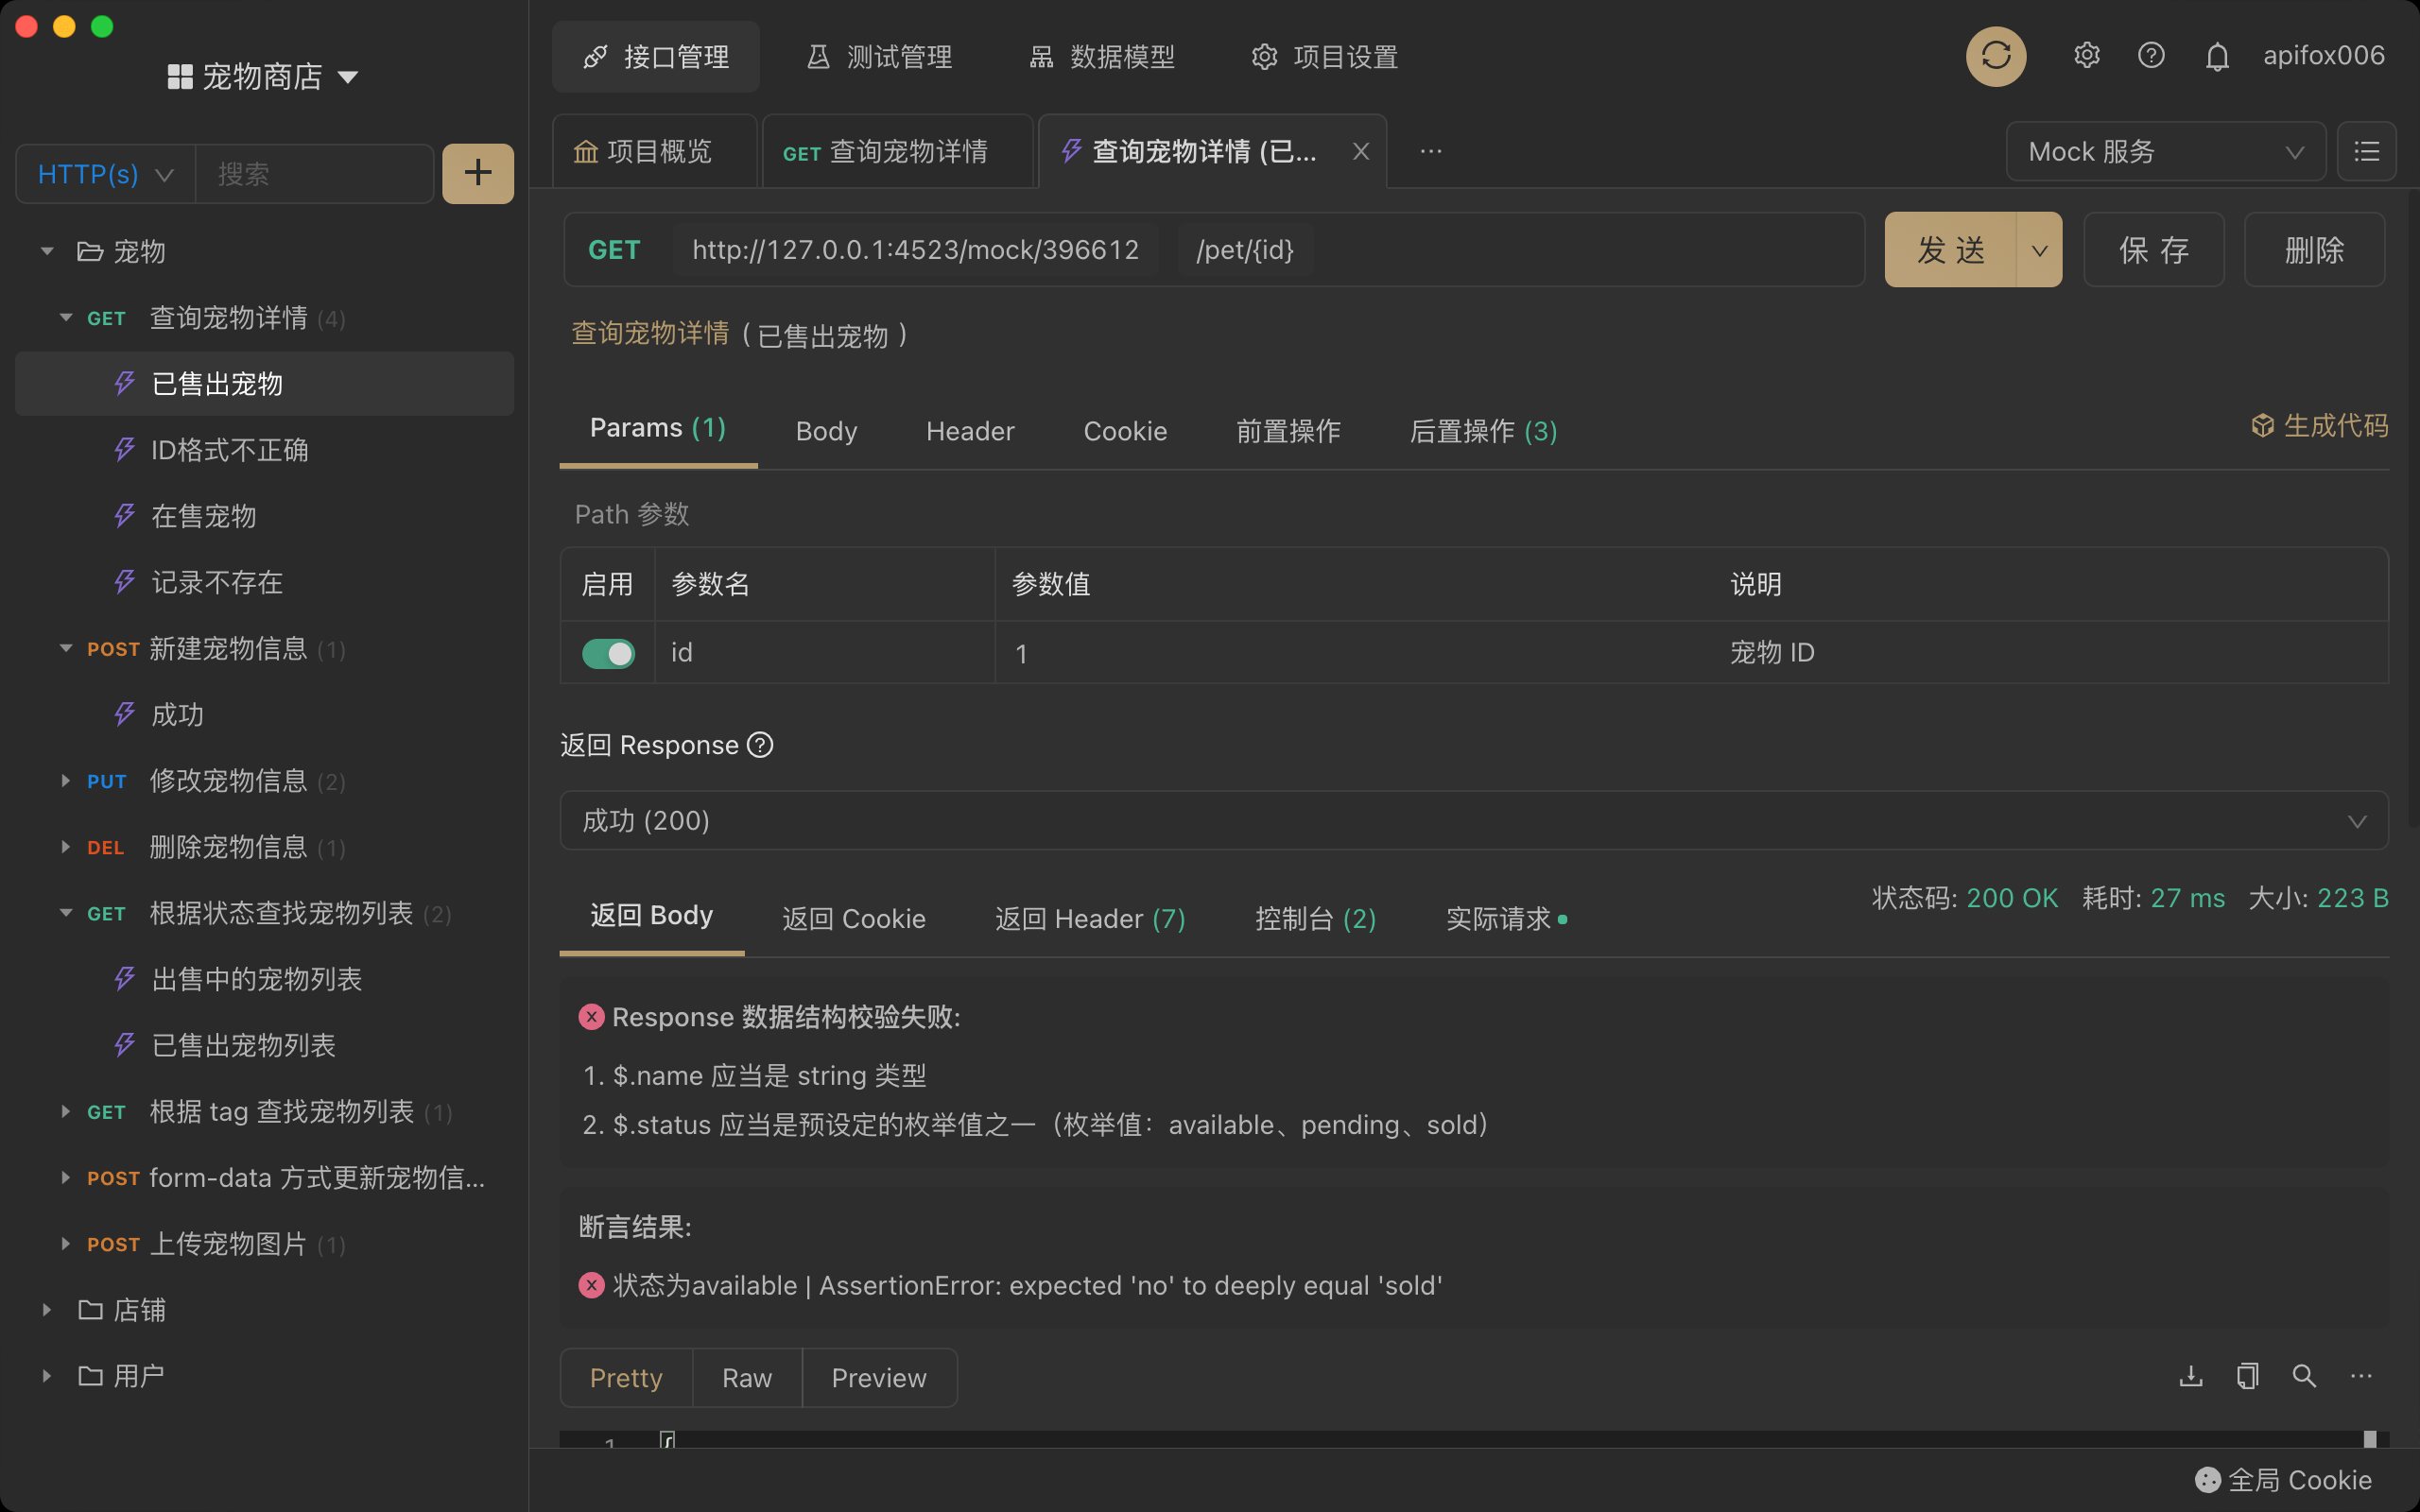 宠物商店
HTTP(s) 搜索
宠物
GET 查询宠物详情 (4)
已售出宠物
ID格式不正确
在售宠物
记录不存在
POST 新建宠物信息 (1)
成功
PUT 修改宠物信息 (2)
DEL 删除宠物信息 (1)
GET 根据状态查找宠物列表 (2)
出售中的宠物列表
已售出宠物列表
GET 根据 tag 查找宠物列表 (1)
POST form-data 方式更新宠物信...
POST 上传宠物图片 (1)
店铺
用户
接口管理 测试管理 数据模型 项目设置 apifox006
项目概览 GET 查询宠物详情 查询宠物详情 (已... ··· Mock 服务
GET http://127.0.0.1:4523/mock/396612 /pet/{id} 发 送 保 存 删除
查询宠物详情 ( 已售出宠物 )
Params (1) Body Header Cookie 前置操作 后置操作 (3) 生成代码
Path 参数
启用 参数名 参数值 说明
id 1 宠物 ID
返回 Response
成功 (200)
返回 Body 返回 Cookie 返回 Header (7) 控制台 (2) 实际请求 状态码: 200 OK 耗时: 27 ms 大小: 223 B
Response 数据结构校验失败:
1. $.name 应当是 string 类型
2. $.status 应当是预设定的枚举值之一（枚举值：available、pending、sold）
断言结果:
状态为available | AssertionError: expected 'no' to deeply equal 'sold'
Pretty Raw Preview ···
1 {
全局 Cookie